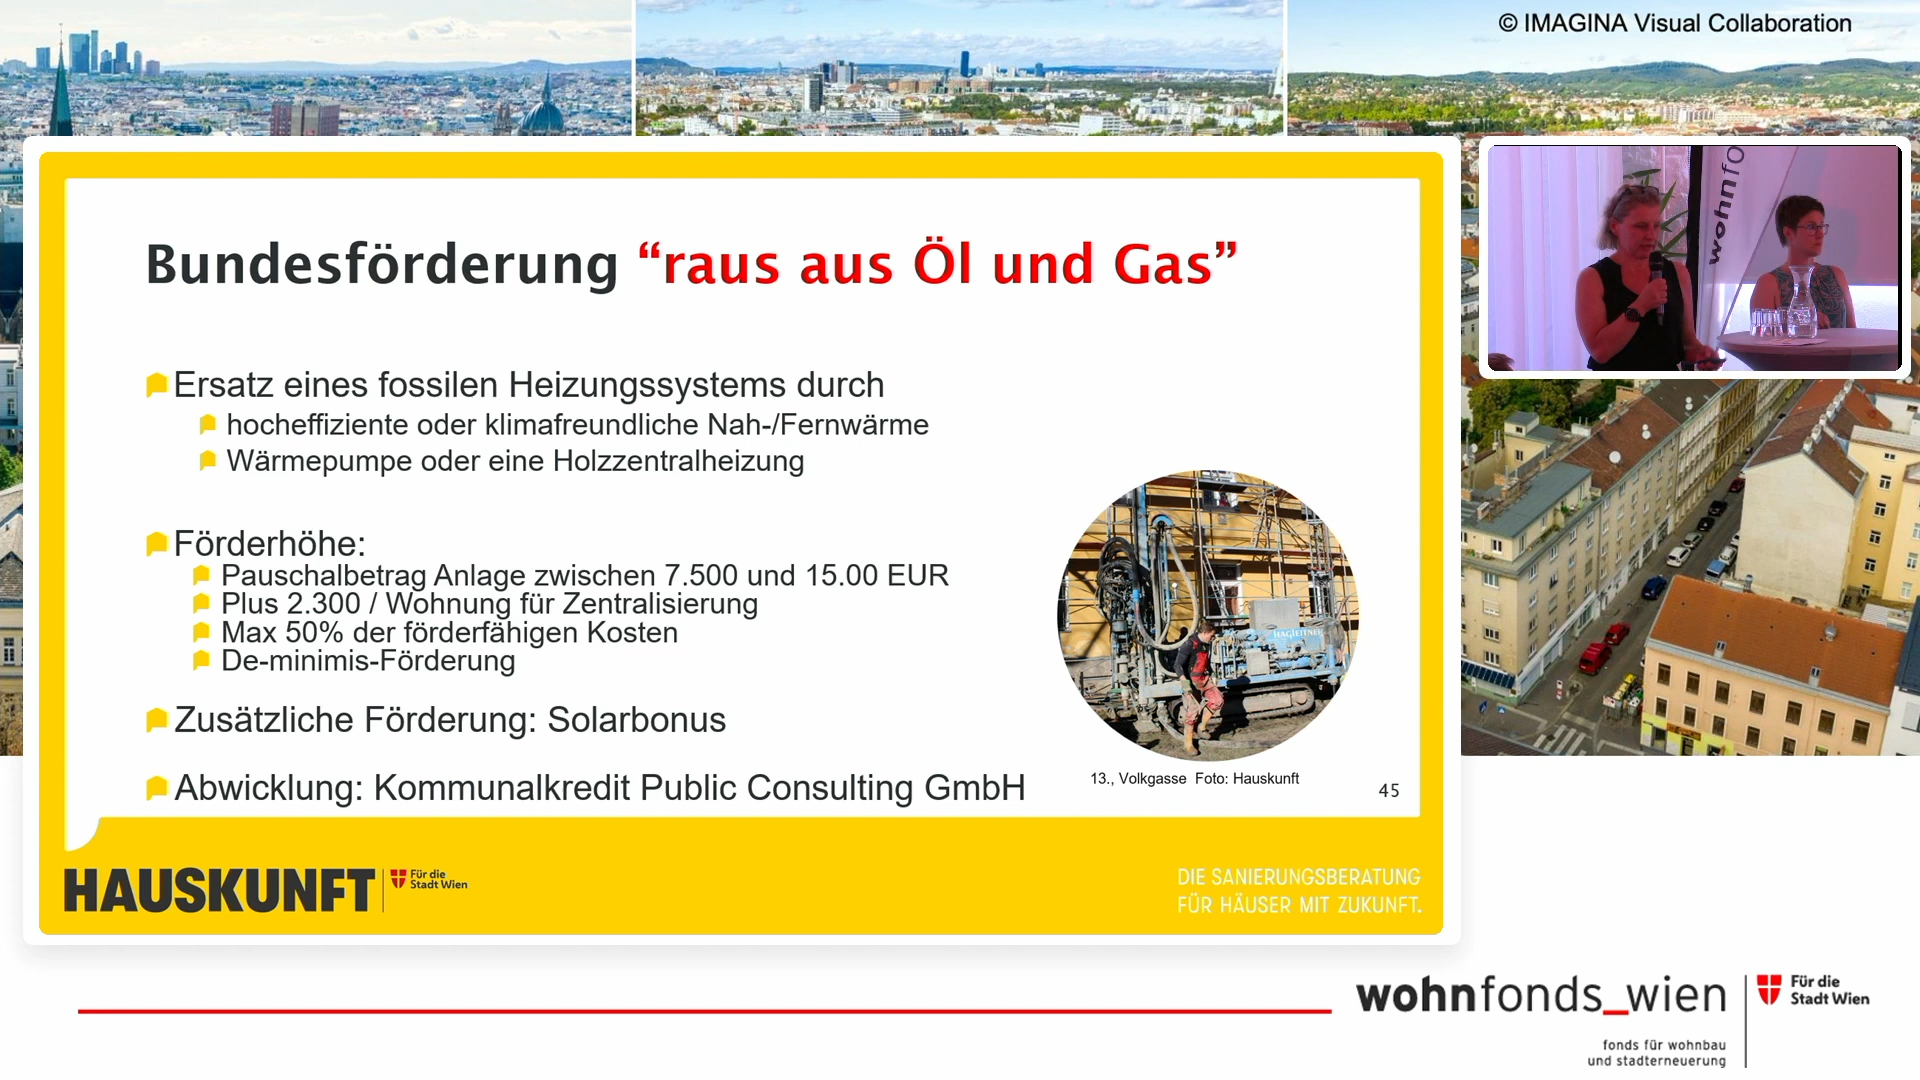 © IMAGINA Visual Collaboration
wohnfo
Bundesförderung “raus aus Öl und Gas”
Ersatz eines fossilen Heizungssystems durch
hocheffiziente oder klimafreundliche Nah-/Fernwärme
Wärmepumpe oder eine Holzzentralheizung
Förderhöhe:
Pauschalbetrag Anlage zwischen 7.500 und 15.00 EUR
Plus 2.300 / Wohnung für Zentralisierung
Max 50% der förderfähigen Kosten
De-minimis-Förderung
Zusätzliche Förderung: Solarbonus
Abwicklung: Kommunalkredit Public Consulting GmbH
HAGLEITNER
13., Volkgasse Foto: Hauskunft
45
HAUSKUNFT
Für die
Stadt Wien
DIE SANIERUNGSBERATUNG
FÜR HÄUSER MIT ZUKUNFT.
wohnfonds_wien
Für die
Stadt Wien
fonds für wohnbau
und stadterneuerung